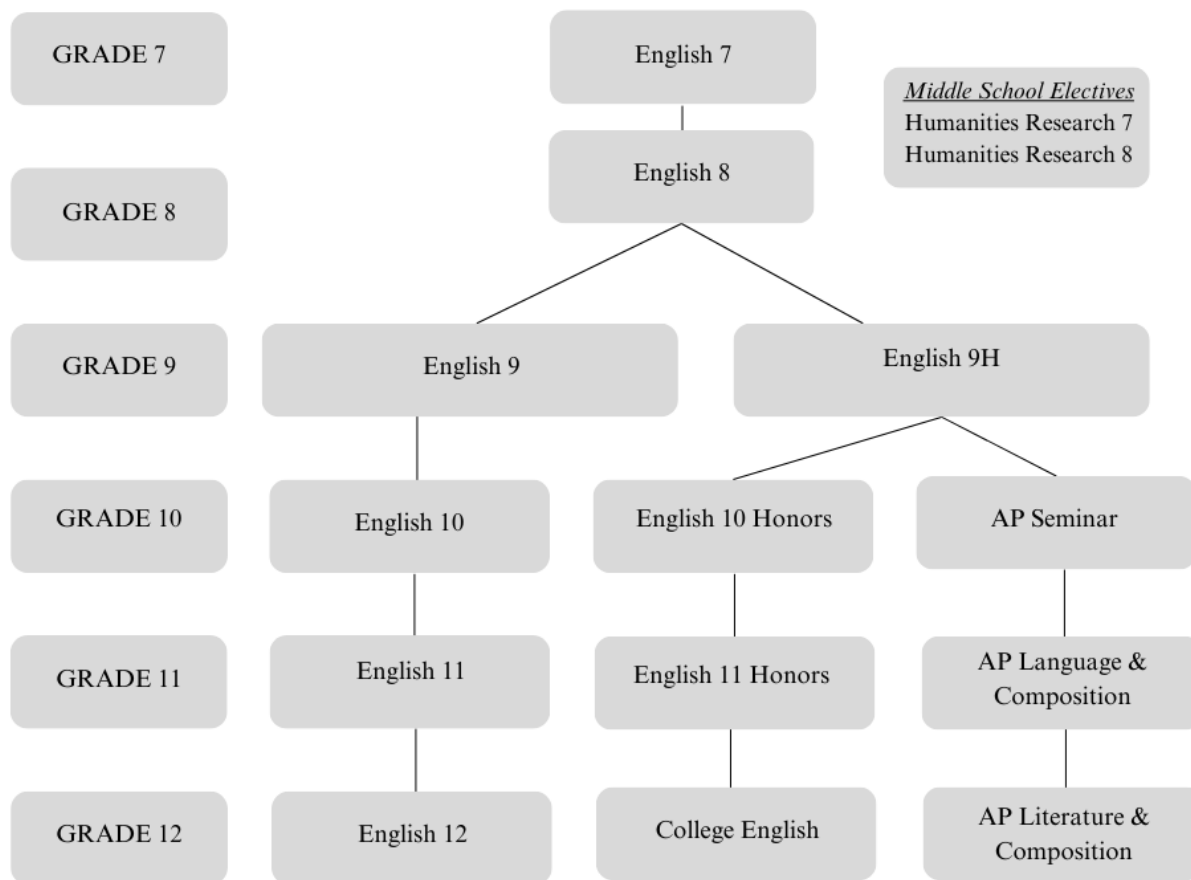 GRADE 7
English 7
Middle School Electives
Humanities Research 7
Humanities Research 8
English 8
GRADE 8
GRADE 9
English 9
English 9H
GRADE 10
English 10
English 10 Honors
AP Seminar
GRADE 11
English 11
English 11 Honors
AP Language &
Composition
GRADE 12
English 12
College English
AP Literature &
Composition